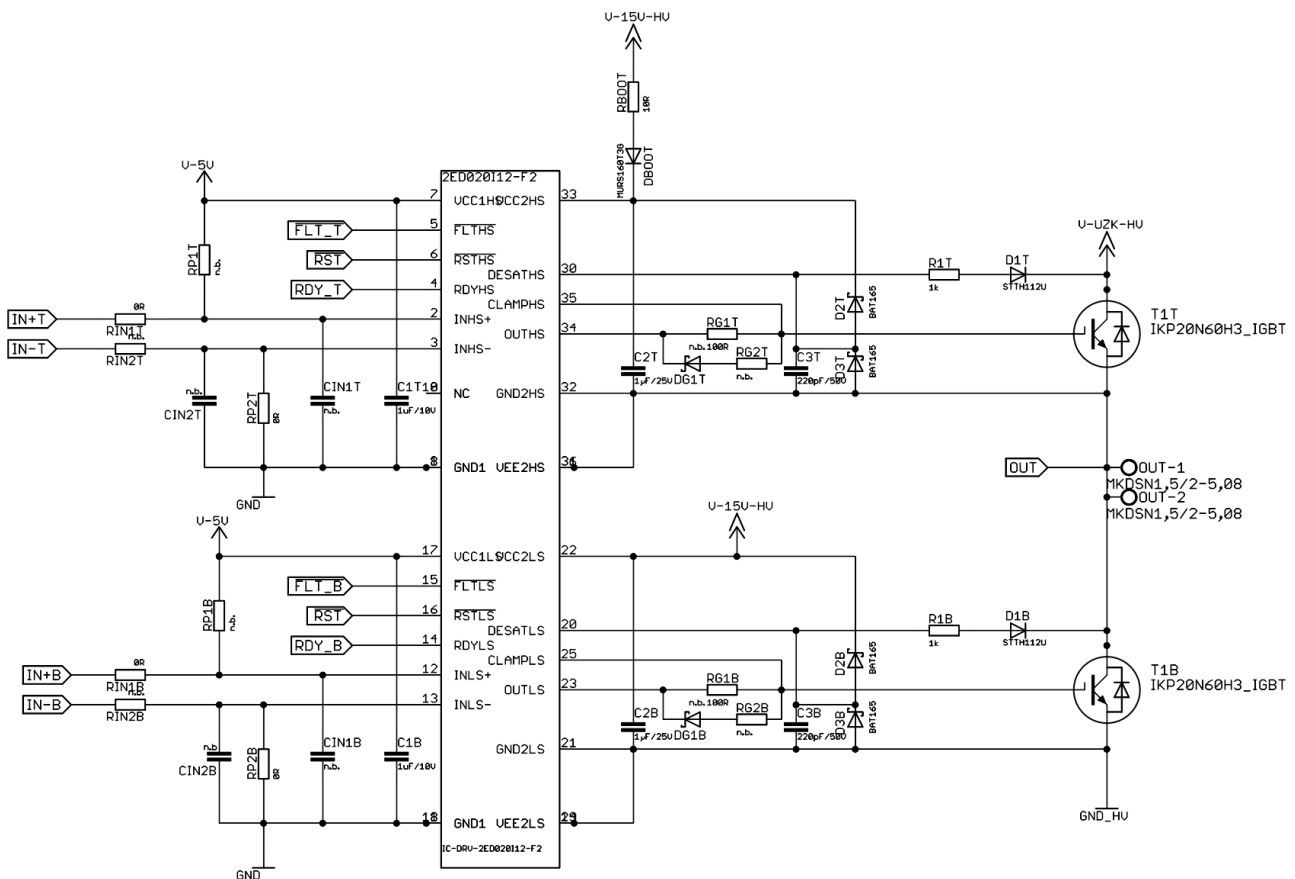 V-15V-HV
RBOOT
10R
MURS160T3G
DBOOT
V-5V
2ED020I12-F2
7
VCC1HS
VCC2HS
33
FLT_T
5
FLTHS
RST
6
RSTHS
RDY_T
4
RDYHS
RP1T
n.b.
DESATHS
30
CLAMPHS
35
IN+T
0R
RIN1T
2
INHS+
OUTHS
34
IN-T
n.b.
RIN2T
3
INHS-
V-UZK-HV
R1T
1k
D1T
STTH112U
T1T
IKP20N60H3_IGBT
D2T
BAT165
RG1T
100R
RG2T
n.b.
n.b.
DG1T
D3T
BAT165
C2T
1µF/25V
C3T
220pF/50V
GND2HS
32
n.b.
CIN2T
RP2T
0R
CIN1T
n.b.
C1T
1uF/10V
10
NC
GND1
VEE2HS
GND
OUT
OUT-1
MKDSN1,5/2-5,08
OUT-2
MKDSN1,5/2-5,08
V-5V
V-15V-HV
17
VCC1LS
VCC2LS
22
FLT_B
15
FLTLS
RST
16
RSTLS
RDY_B
14
RDYLS
RP1B
n.b.
DESATLS
20
CLAMPLS
25
IN+B
0R
RIN1B
12
INLS+
OUTLS
23
IN-B
n.b.
RIN2B
13
INLS-
R1B
1k
D1B
STTH112U
T1B
IKP20N60H3_IGBT
D2B
BAT165
RG1B
100R
RG2B
n.b.
n.b.
DG1B
D3B
BAT165
C2B
1µF/25V
C3B
220pF/50V
GND2LS
21
n.b
CIN2B
RP2B
0R
CIN1B
n.b.
C1B
1uF/10V
GND1
VEE2LS
IC-DRV-2ED020I12-F2
GND
GND_HV